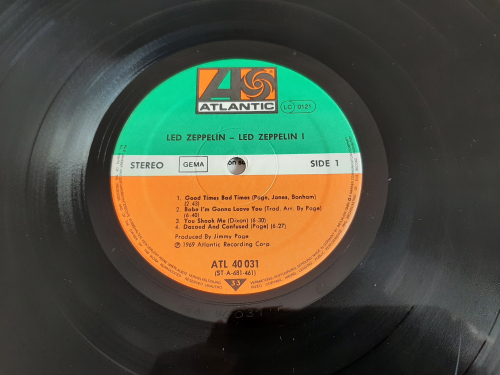 ATLANTIC
LC 0121
LED ZEPPELIN – LED ZEPPELIN I
STEREO
GEMA
SIDE 1
1. Good Times Bad Times (Page, Jones, Bonham)
(2·43)
2. Babe I'm Gonna Leave You (Trad. Arr. By Page)
(6·40)
3. You Shook Me (Dixon) (6·30)
4. Dazed And Confused (Page) (6·27)
Produced By Jimmy Page
℗ 1969 Atlantic Recording Corp.
ATL 40 031
(ST A-681-461)
33